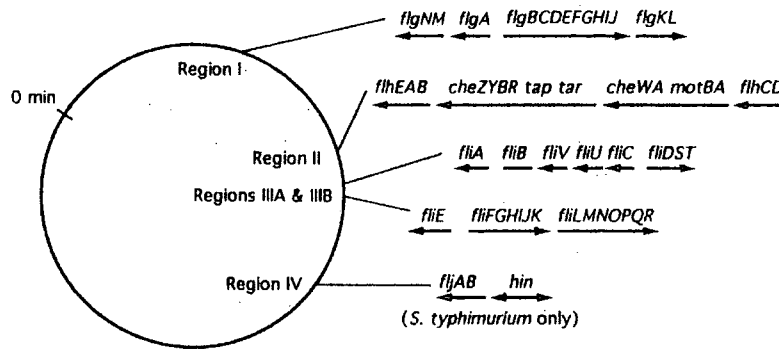 flgNM flgA flgBCDEFGHIJ flgKL
Region I
0 min
flhEAB cheZYBR tap tar cheWA motBA flhCD
Region II
fliA fliB fliV fliU fliC fliDST
Regions IIIA & IIIB
fliE fliFGHIJK fliLMNOPQR
Region IV
fljAB hin
(S. typhimurium only)